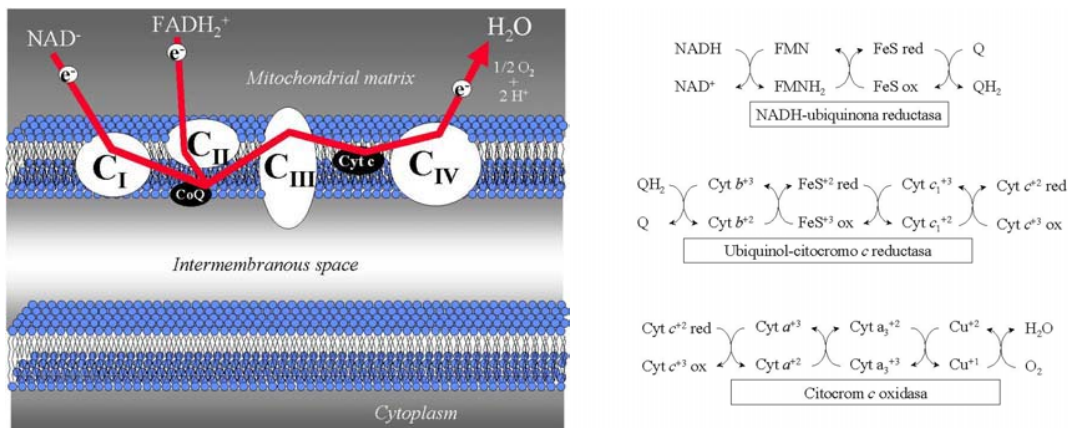 NAD⁻
FADH₂⁺
H₂O
e⁻
e⁻
Mitochondrial matrix
e⁻
1/2 O₂
+
2 H⁺
C_I
C_II
C_III
Cyt c
C_IV
CoQ
Intermembranous space
Cytoplasm
NADH FMN FeS red Q
NAD⁺ FMNH₂ FeS ox QH₂
NADH-ubiquinona reductasa
QH₂ Cyt b⁺³ FeS⁺² red Cyt c₁⁺³ Cyt c⁺² red
Q Cyt b⁺² FeS⁺³ ox Cyt c₁⁺² Cyt c⁺³ ox
Ubiquinol-citocromo c reductasa
Cyt c⁺² red Cyt a⁺³ Cyt a₃⁺² Cu⁺² H₂O
Cyt c⁺³ ox Cyt a⁺² Cyt a₃⁺³ Cu⁺¹ O₂
Citocrom c oxidasa